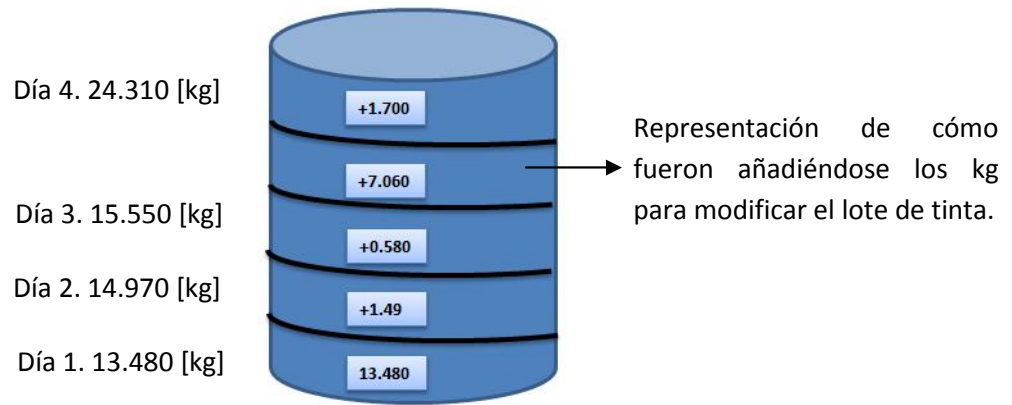 Día 4. 24.310 [kg]
+1.700
Representación de cómo
fueron añadiéndose los kg
para modificar el lote de tinta.
+7.060
Día 3. 15.550 [kg]
+0.580
Día 2. 14.970 [kg]
+1.49
Día 1. 13.480 [kg]
13.480